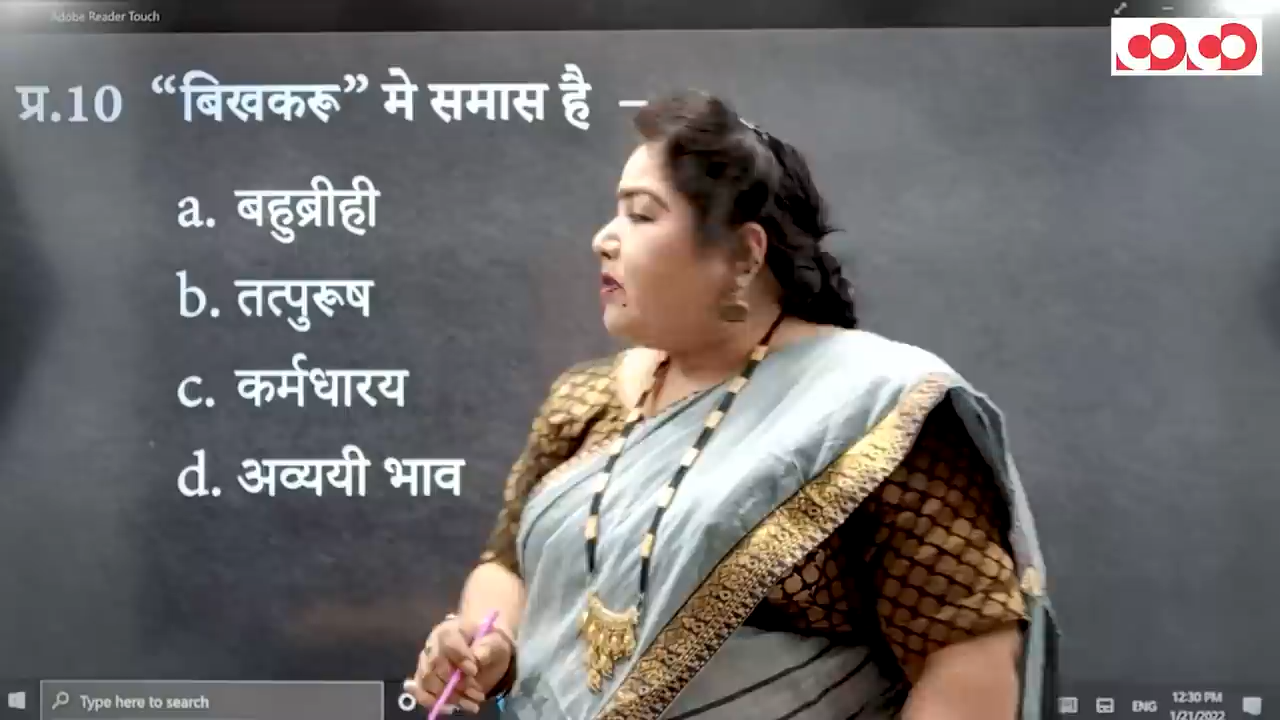 Adobe Reader Touch
प्र.10 “बिखकरू” मे समास है –
a. बहुब्रीही
b. तत्पुरूष
c. कर्मधारय
d. अव्ययी भाव
Type here to search
ENG
12:30 PM
1/21/2022